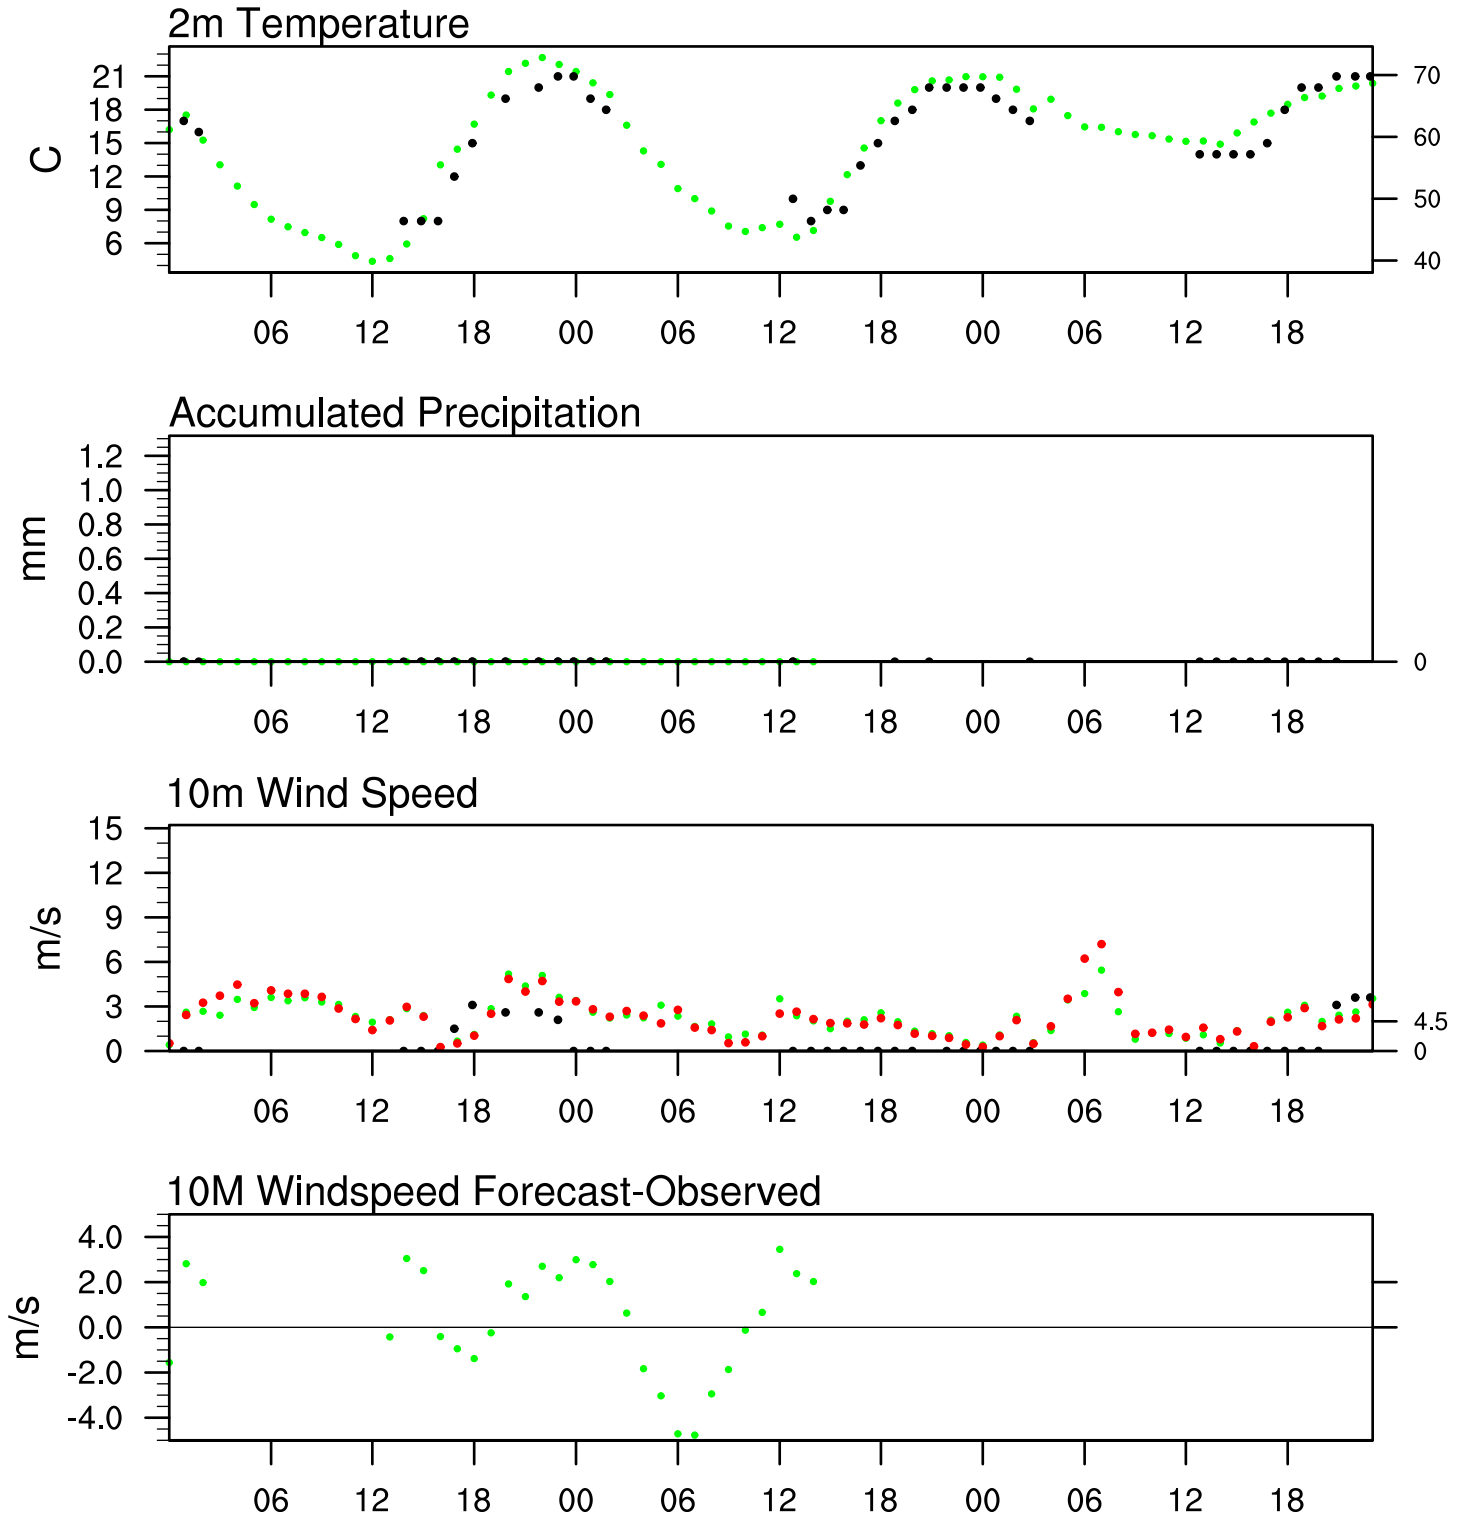 2m Temperature
21
18
15
12
9
6
C
70
60
50
40
06 12 18 00 06 12 18 00 06 12 18
Accumulated Precipitation
1.2
1.0
0.8
0.6
0.4
0.2
0.0
mm
0
06 12 18 00 06 12 18 00 06 12 18
10m Wind Speed
15
12
9
6
3
0
m/s
4.5
0
06 12 18 00 06 12 18 00 06 12 18
10M Windspeed Forecast-Observed
4.0
2.0
0.0
-2.0
-4.0
m/s
06 12 18 00 06 12 18 00 06 12 18